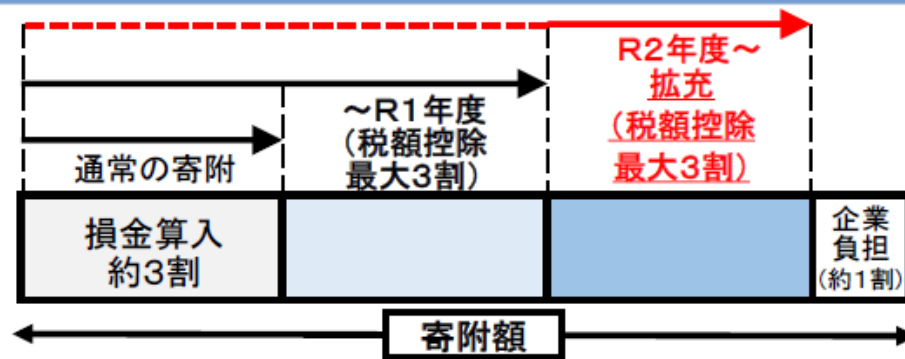 R2年度～
拡充
(税額控除
最大3割)
～R1年度
(税額控除
最大3割)
通常の寄附
損金算入
約3割
企業
負担
(約1割)
寄附額